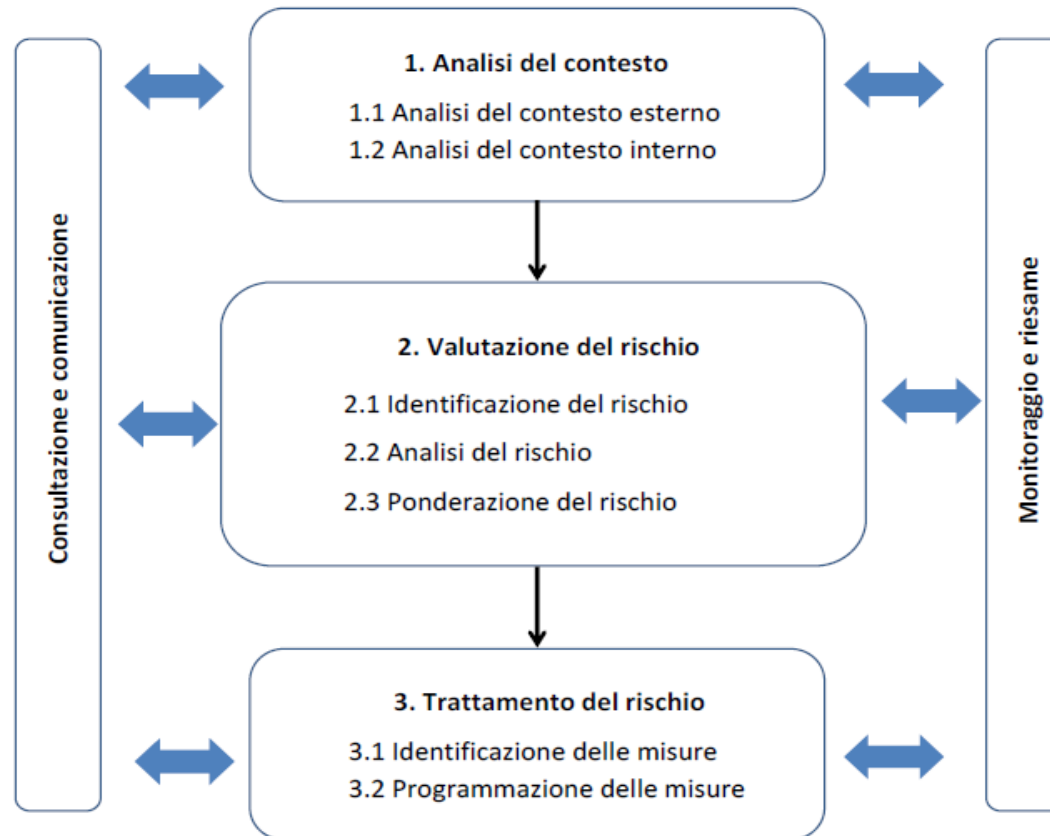 Consultazione e comunicazione
1. Analisi del contesto
1.1 Analisi del contesto esterno
1.2 Analisi del contesto interno
2. Valutazione del rischio
2.1 Identificazione del rischio
2.2 Analisi del rischio
2.3 Ponderazione del rischio
3. Trattamento del rischio
3.1 Identificazione delle misure
3.2 Programmazione delle misure
Monitoraggio e riesame